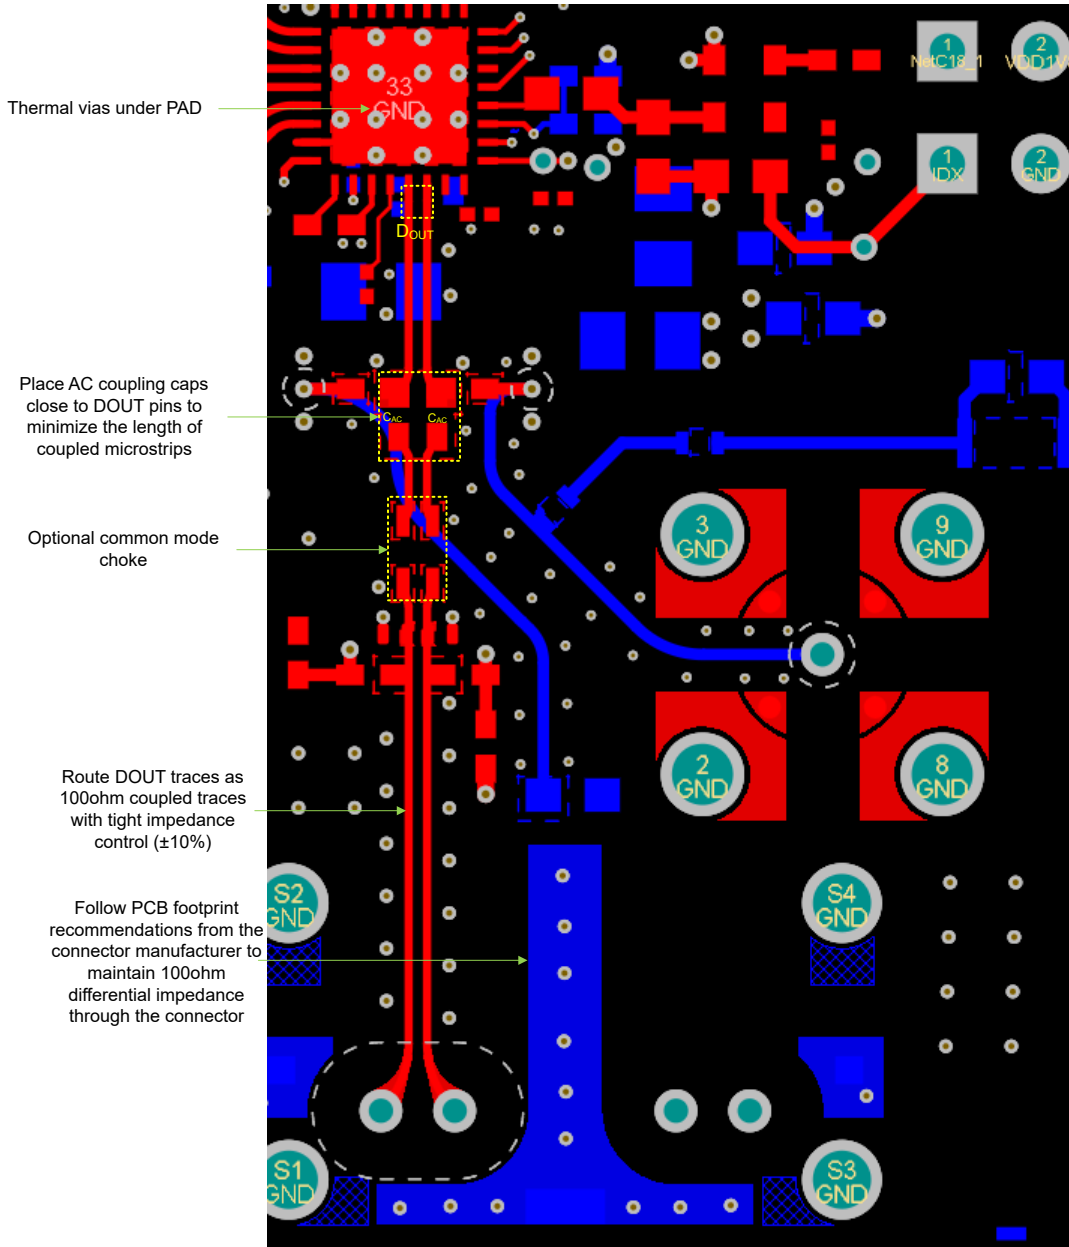 Thermal vias under PAD
33
GND
1
NetC18_1
2
VDD1V
1
IDX
2
GND
DOUT
Place AC coupling caps
close to DOUT pins to
minimize the length of
coupled microstrips
CAC
CAC
Optional common mode
choke
3
GND
9
GND
2
GND
8
GND
Route DOUT traces as
100ohm coupled traces
with tight impedance
control (±10%)
S2
GND
S4
GND
Follow PCB footprint
recommendations from the
connector manufacturer to
maintain 100ohm
differential impedance
through the connector
S1
GND
S3
GND